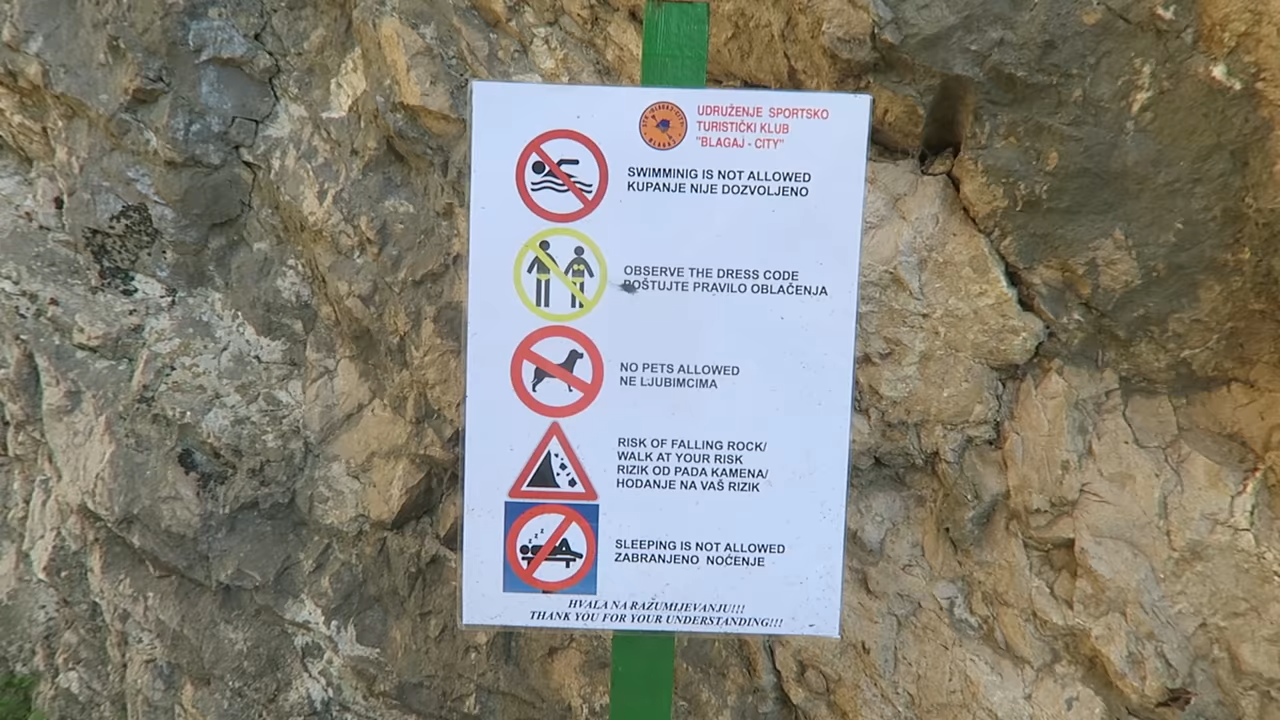 UDRUŽENJE SPORTSKO
TURISTIČKI KLUB
"BLAGAJ - CITY"
SWIMMINIG IS NOT ALLOWED
KUPANJE NIJE DOZVOLJENO
OBSERVE THE DRESS CODE
POŠTUJTE PRAVILO OBLAČENJA
NO PETS ALLOWED
NE LJUBIMCIMA
RISK OF FALLING ROCK/
WALK AT YOUR RISK
RIZIK OD PADA KAMENA/
HODANJE NA VAŠ RIZIK
SLEEPING IS NOT ALLOWED
ZABRANJENO NOĆENJE
HVALA NA RAZUMIJEVANJU!!!
THANK YOU FOR YOUR UNDERSTANDING!!!